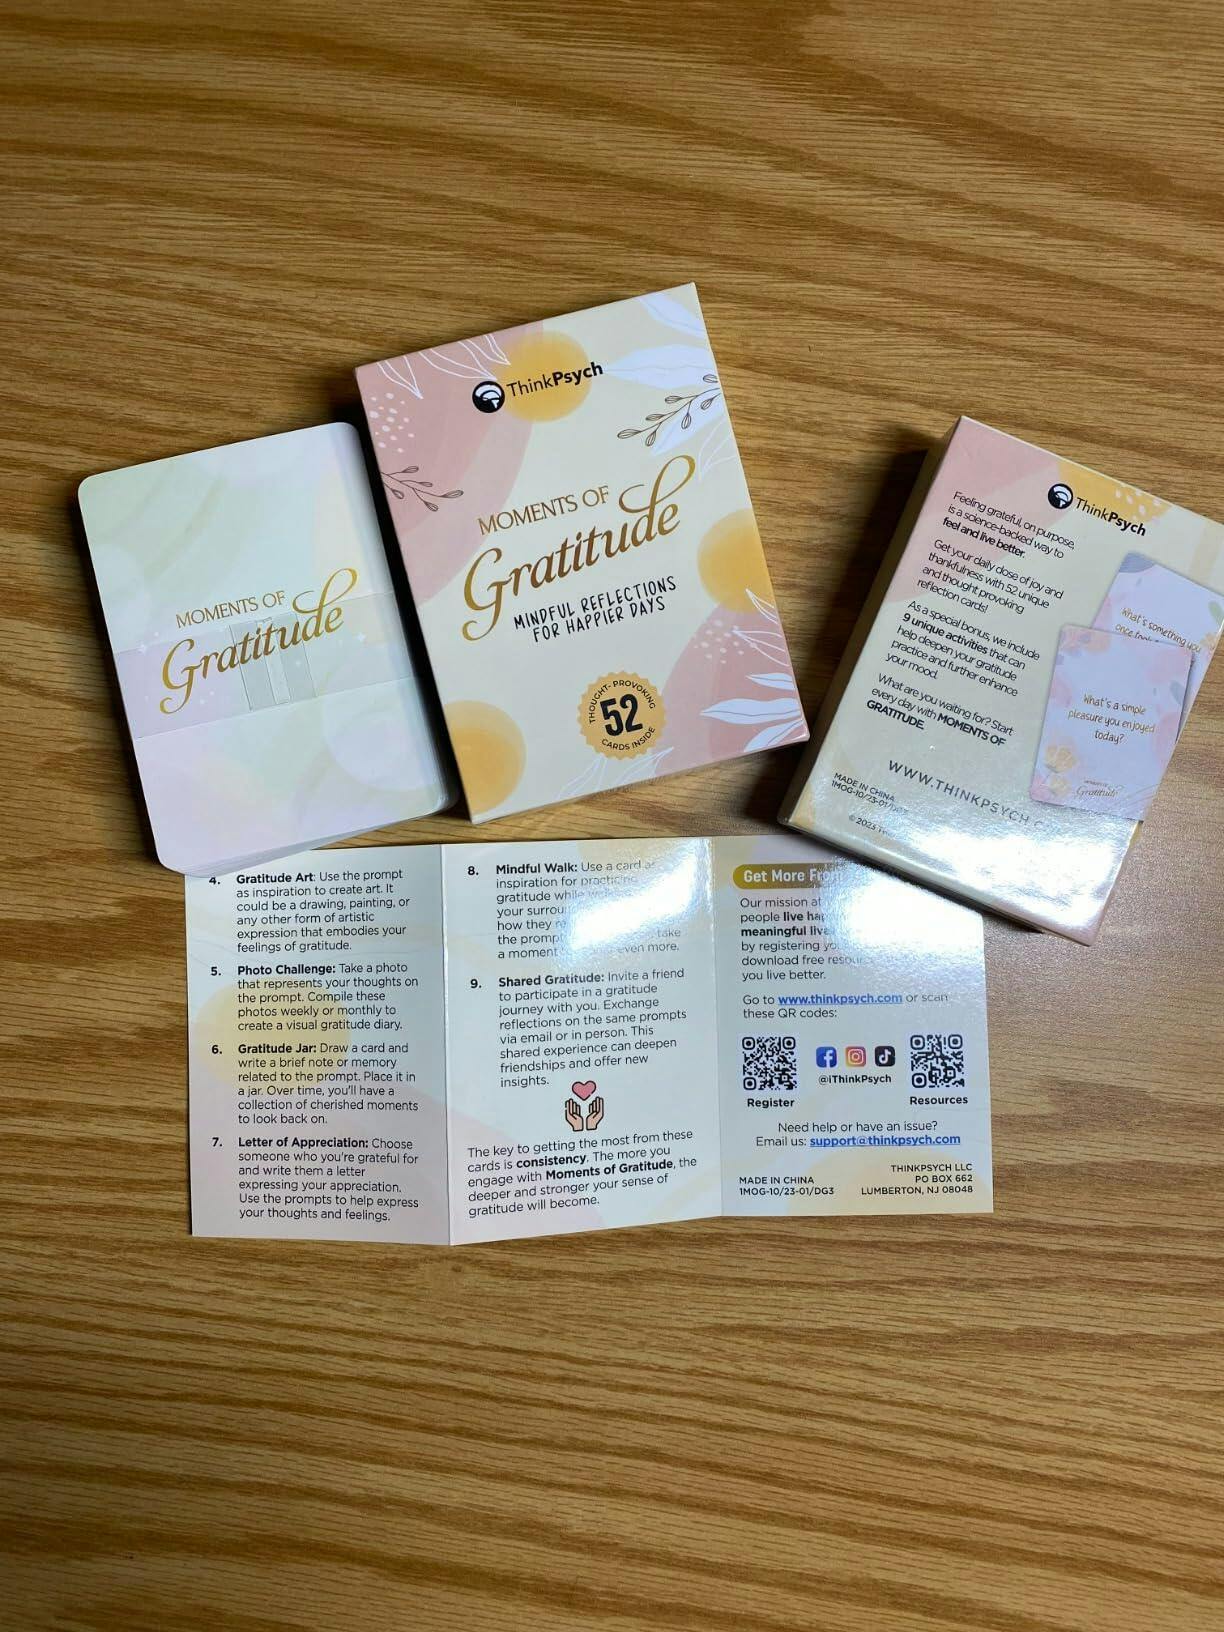 MOMENTS OF
Gratitude
ThinkPsych
MOMENTS OF
Gratitude
MINDFUL REFLECTIONS
FOR HAPPIER DAYS
THOUGHT-PROVOKING
52
CARDS INSIDE
ThinkPsych
Feeling grateful, on purpose,
is a science-backed way to
feel and live better.
Get your daily dose of joy and
thankfulness with 52 unique
and thought provoking
reflection cards!
As a special bonus, we include
9 unique activities that can
help deepen your gratitude
practice and further enhance
your mood.
What are you waiting for? Start
every day with MOMENTS OF
GRATITUDE.
WWW.THINKPSYCH.C
MADE IN CHINA
1MOG-10/23-01/DG3
© 2023
What's something you
once
What's a simple
pleasure you enjoyed
today?
Gratitude
4. Gratitude Art: Use the prompt
as inspiration to create art. It
could be a drawing, painting, or
any other form of artistic
expression that embodies your
feelings of gratitude.
5. Photo Challenge: Take a photo
that represents your thoughts on
the prompt. Compile these
photos weekly or monthly to
create a visual gratitude diary.
6. Gratitude Jar: Draw a card and
write a brief note or memory
related to the prompt. Place it in
a jar. Over time, you'll have a
collection of cherished moments
to look back on.
7. Letter of Appreciation: Choose
someone who you're grateful for
and write them a letter
expressing your appreciation.
Use the prompts to help express
your thoughts and feelings.
8. Mindful Walk: Use a card as
inspiration for practicing
gratitude while
your
how they
the prompt take
a moment even more.
9. Shared Gratitude: Invite a friend
to participate in a gratitude
journey with you. Exchange
reflections on the same prompts
via email or in person. This
shared experience can deepen
friendships and offer new
insights.
The key to getting the most from these
cards is consistency. The more you
engage with Moments of Gratitude, the
deeper and stronger your sense of
gratitude will become.
Get More From
Our mission at
people live
meaningful
by registering
download free
you live better.
Go to www.thinkpsych.com or scan
these QR codes:
@iThinkPsych
Register
Resources
Need help or have an issue?
Email us: support@thinkpsych.com
MADE IN CHINA
1MOG-10/23-01/DG3
THINKPSYCH LLC
PO BOX 662
LUMBERTON, NJ 08048